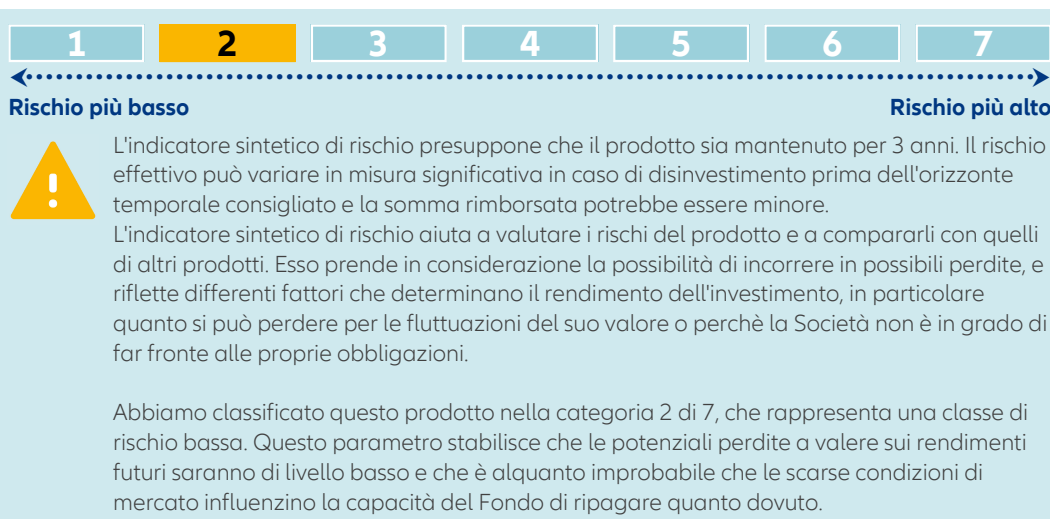 1 2 3 4 5 6 7
Rischio più basso Rischio più alto
L'indicatore sintetico di rischio presuppone che il prodotto sia mantenuto per 3 anni. Il rischio
effettivo può variare in misura significativa in caso di disinvestimento prima dell'orizzonte
temporale consigliato e la somma rimborsata potrebbe essere minore.
L'indicatore sintetico di rischio aiuta a valutare i rischi del prodotto e a compararli con quelli
di altri prodotti. Esso prende in considerazione la possibilità di incorrere in possibili perdite, e
riflette differenti fattori che determinano il rendimento dell'investimento, in particolare
quanto si può perdere per le fluttuazioni del suo valore o perchè la Società non è in grado di
far fronte alle proprie obbligazioni.
Abbiamo classificato questo prodotto nella categoria 2 di 7, che rappresenta una classe di
rischio bassa. Questo parametro stabilisce che le potenziali perdite a valere sui rendimenti
futuri saranno di livello basso e che è alquanto improbabile che le scarse condizioni di
mercato influenzino la capacità del Fondo di ripagare quanto dovuto.